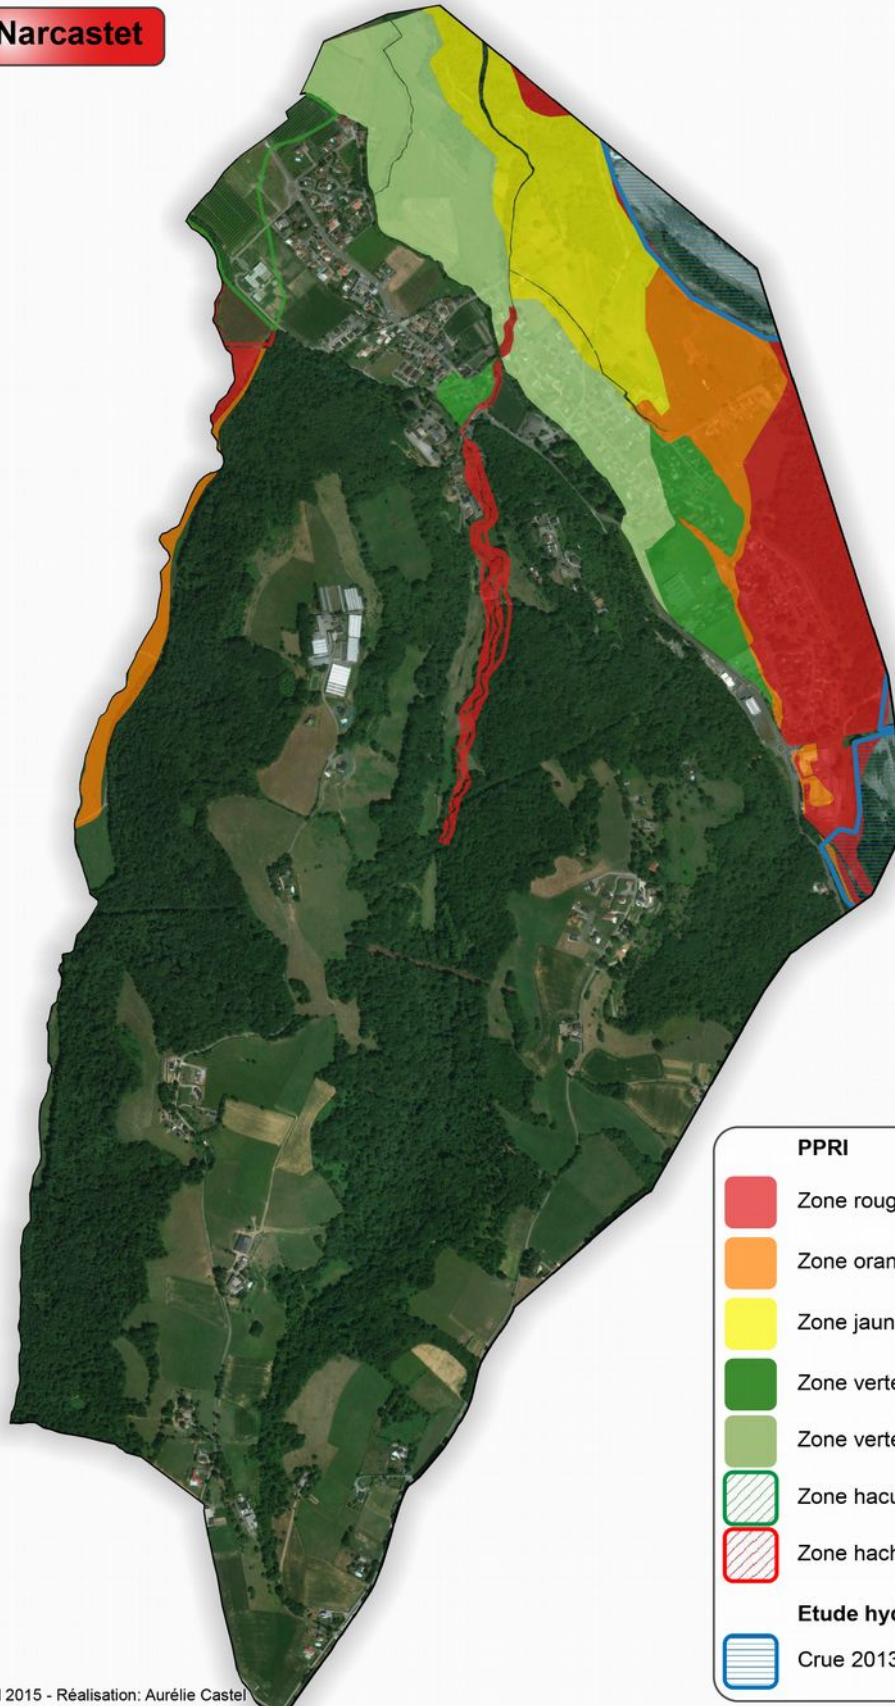 Narcastet
PPRI
Zone roug
Zone oran
Zone jaun
Zone verte
Zone verte
Zone hacu
Zone hach
Etude hyd
Crue 2013
l 2015 - Réalisation: Aurélie Castel